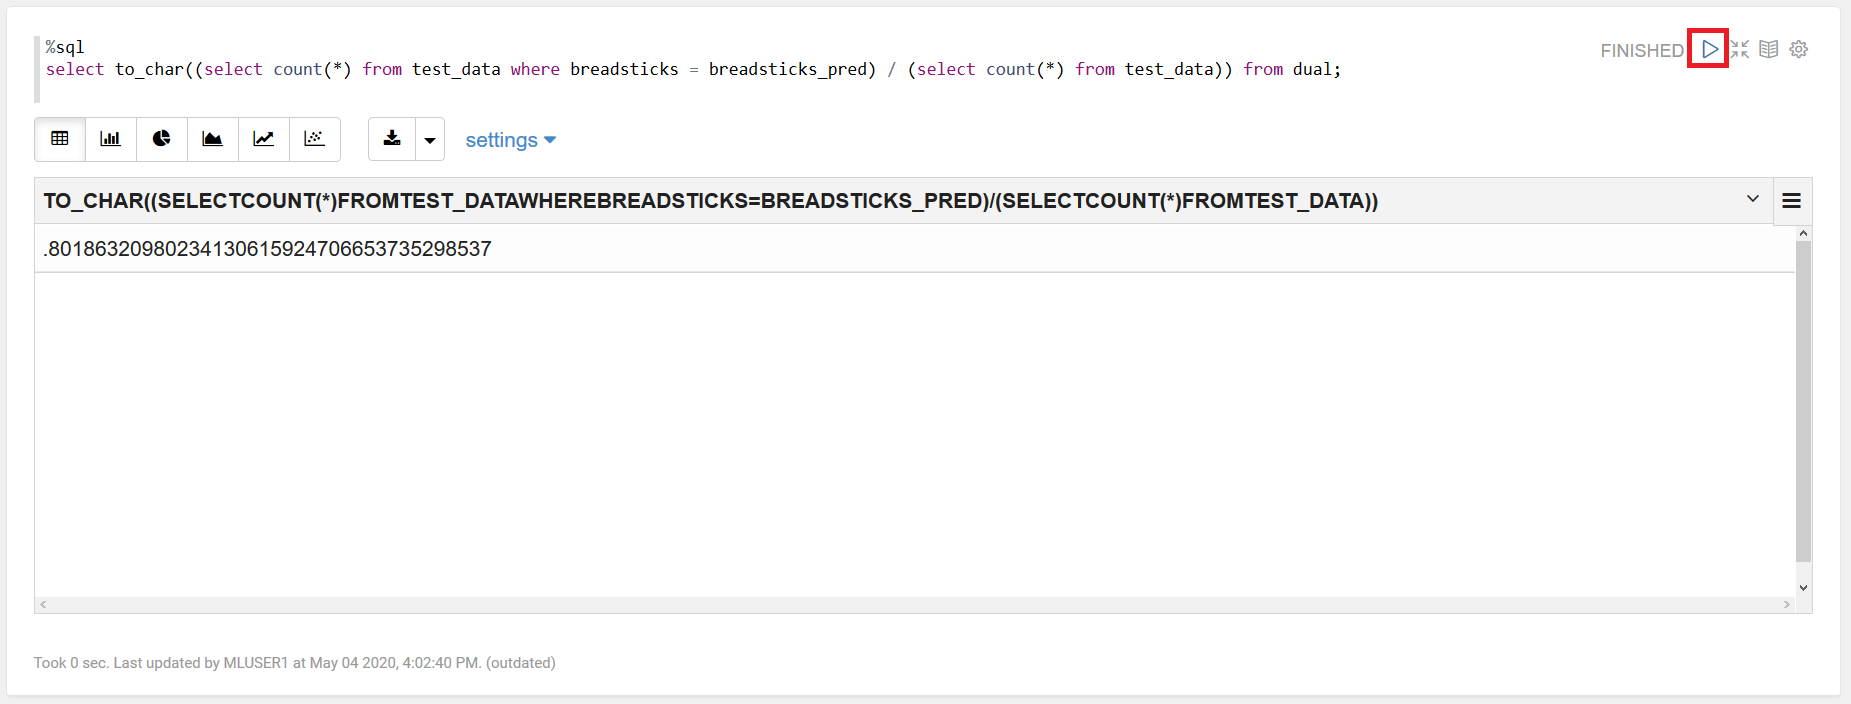 %sql
select to_char((select count(*) from test_data where breadsticks = breadsticks_pred) / (select count(*) from test_data)) from dual;
FINISHED
settings
TO_CHAR((SELECTCOUNT(*)FROMTEST_DATAWHEREBREADSTICKS=BREADSTICKS_PRED)/(SELECTCOUNT(*)FROMTEST_DATA))
.8018632098023413061592470665373529​8537
Took 0 sec. Last updated by MLUSER1 at May 04 2020, 4:02:40 PM. (outdated)